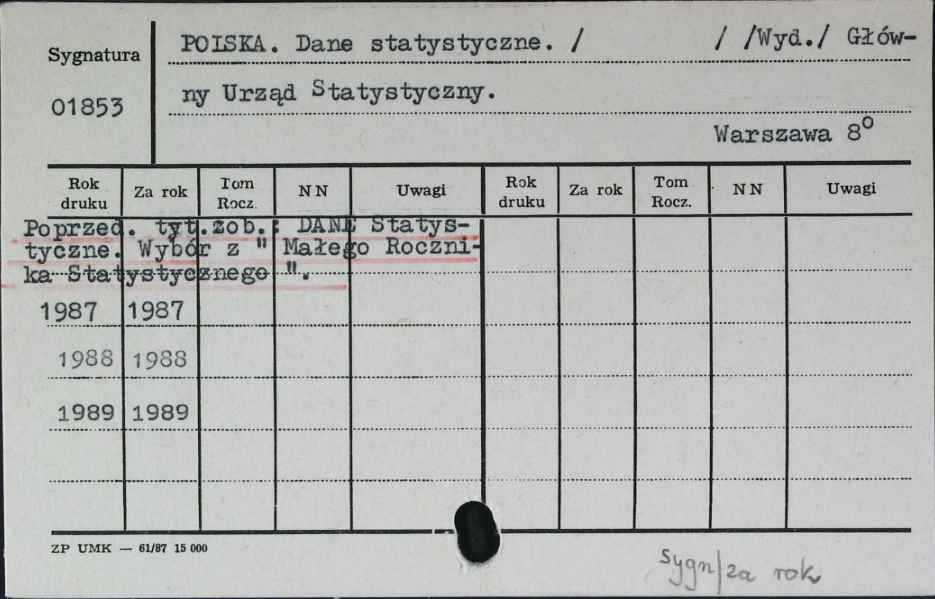 Sygnatura
01853
POLSKA. Dane statystyczne. / / /Wyd./ Głów-
ny Urząd Statystyczny.
Warszawa 8°
Rok druku Za rok Tom Rocz. NN Uwagi Rok druku Za rok Tom Rocz. NN Uwagi
Poprzed. tyt.zob.: DANE Statys-
tyczne. Wybór z " Małego Roczni-
ka Statystycznego ".
1987 1987
1988 1988
1989 1989
ZP UMK — 61/87 15 000
sygn/za rok